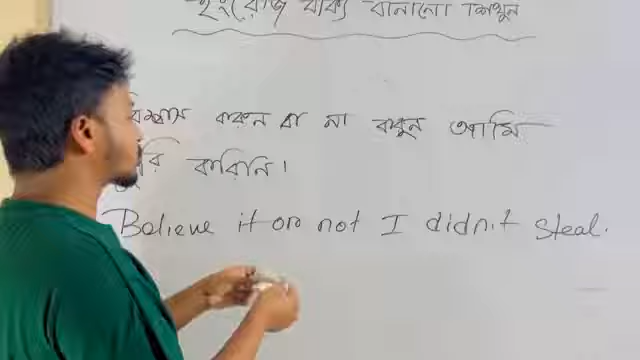 ইংরেজি বাক্য বানানো শিখুন
বিশ্বাস করুন বা না করুন আমি
চুরি করিনি।
Believe it or not I didn't steal.